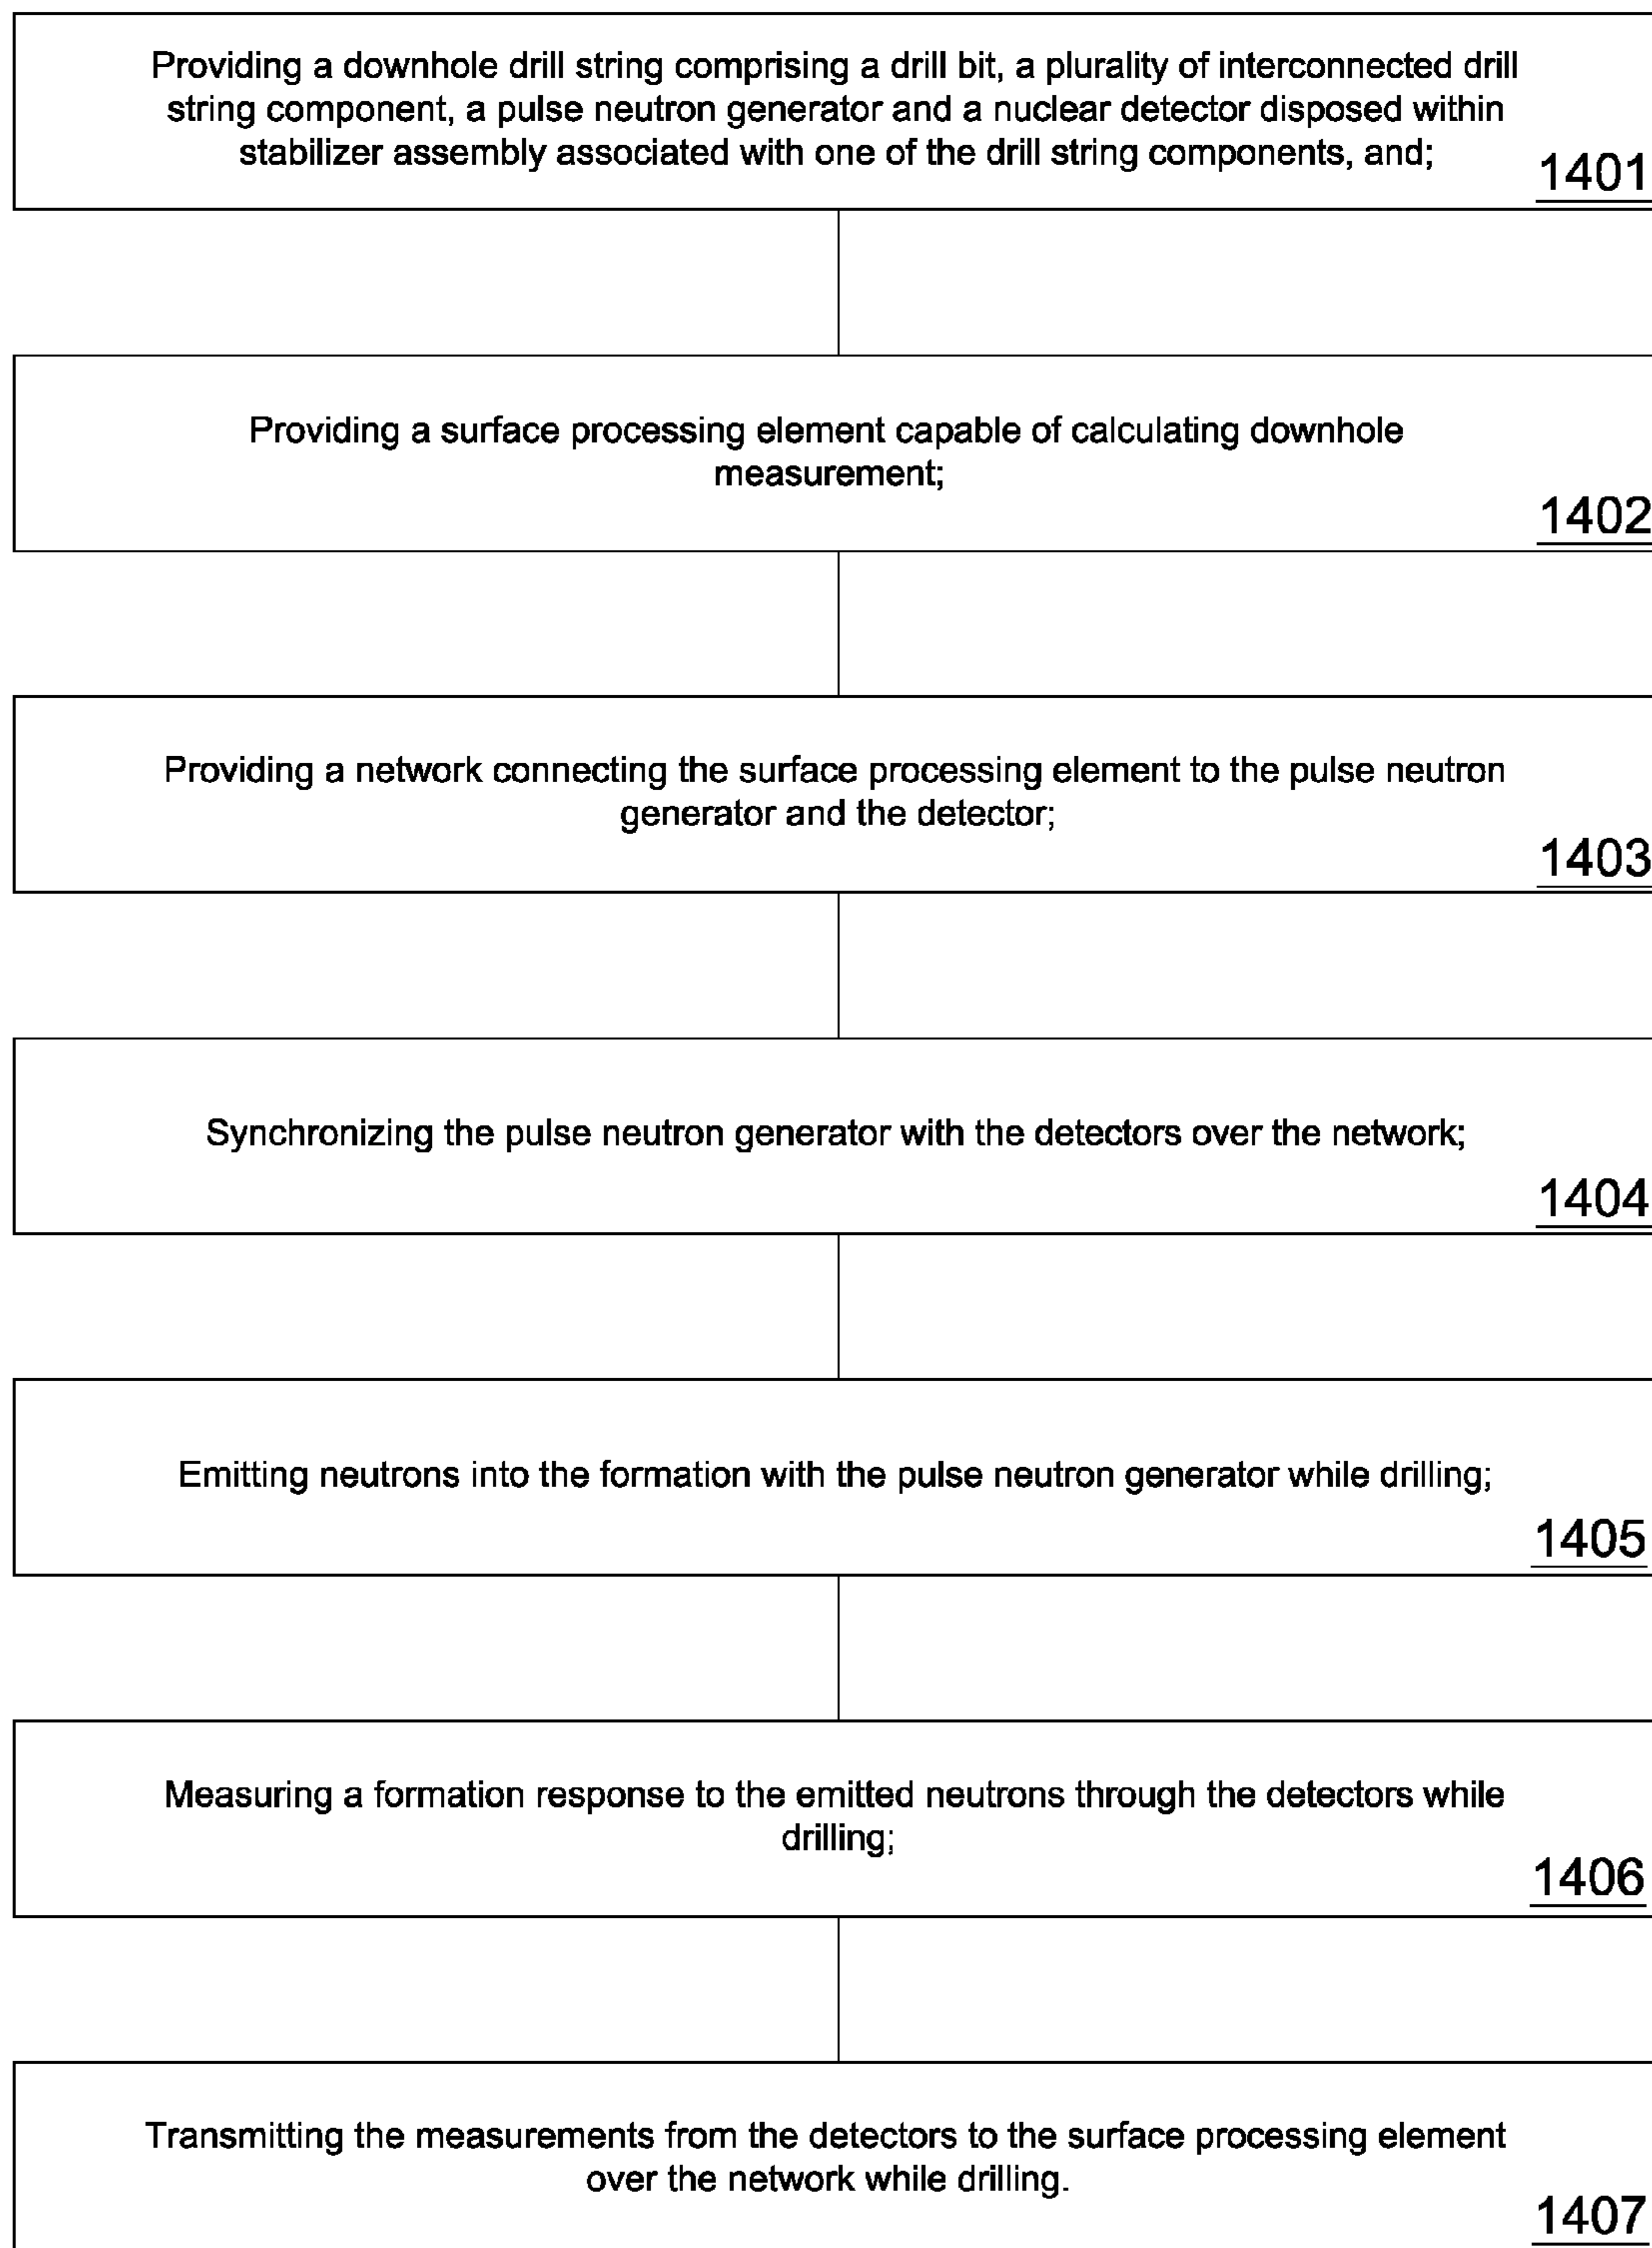 Providing a downhole drill string comprising a drill bit, a plurality of interconnected drill
string component, a pulse neutron generator and a nuclear detector disposed within
stabilizer assembly associated with one of the drill string components, and;
1401
Providing a surface processing element capable of calculating downhole
measurement;
1402
Providing a network connecting the surface processing element to the pulse neutron
generator and the detector;
1403
Synchronizing the pulse neutron generator with the detectors over the network;
1404
Emitting neutrons into the formation with the pulse neutron generator while drilling;
1405
Measuring a formation response to the emitted neutrons through the detectors while
drilling;
1406
Transmitting the measurements from the detectors to the surface processing element
over the network while drilling.
1407